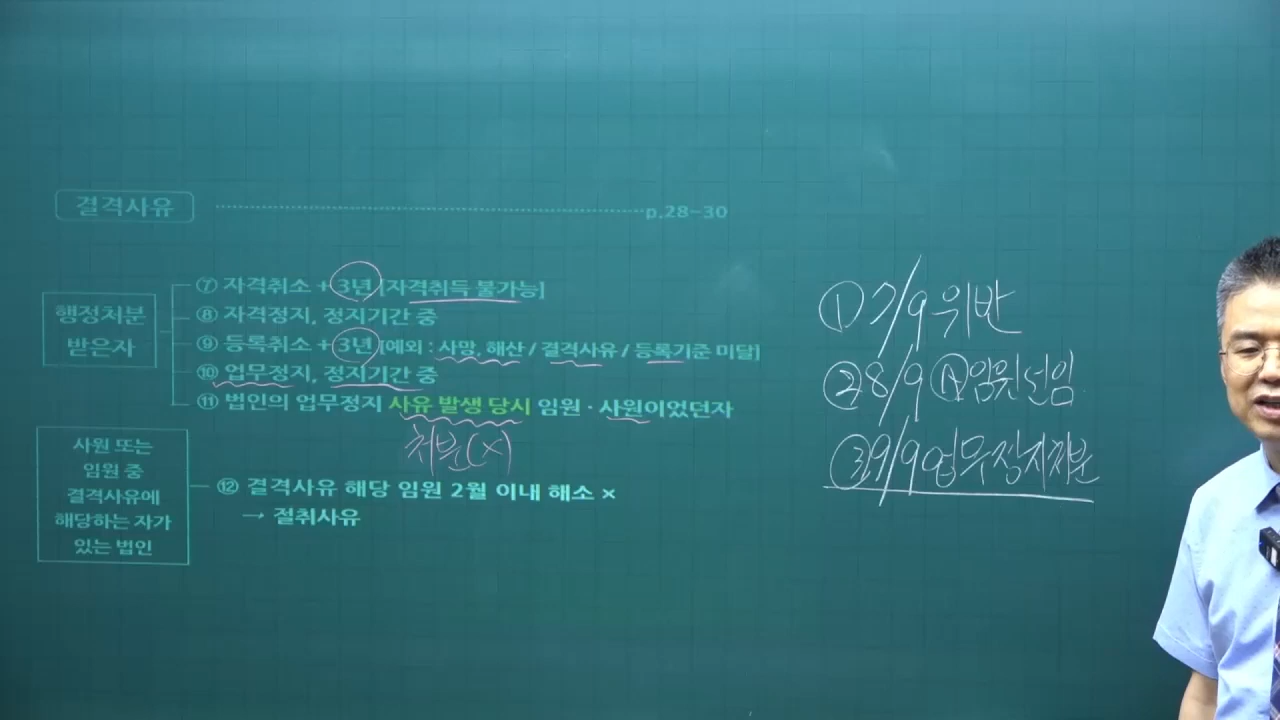 결격사유 p.28~30
행정처분
받은자
⑦ 자격취소 + 3년 [자격취득 불가능]
⑧ 자격정지, 정지기간 중
⑨ 등록취소 + 3년 [예외 : 사망, 해산 / 결격사유 / 등록기준 미달]
⑩ 업무정지, 정지기간 중
⑪ 법인의 업무정지 사유 발생 당시 임원 · 사원이었던자
처분(x)
사원 또는
임원 중
결격사유에
해당하는 자가
있는 법인
⑫ 결격사유 해당 임원 2월 이내 해소 ×
→ 절취사유
① 7/9 위반
② 8/9 Ⓐ임원선임
③ 9/9 업무정지처분